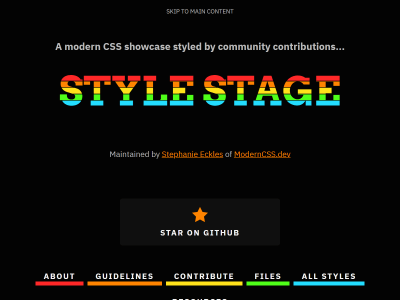 SKIP TO MAIN CONTENT
A modern CSS showcase styled by community contributions...
STYLE STAGE
Maintained by Stephanie Eckles of ModernCSS.dev
STAR ON GITHUB
ABOUT GUIDELINES CONTRIBUTE FILES ALL STYLES
RESOURCES